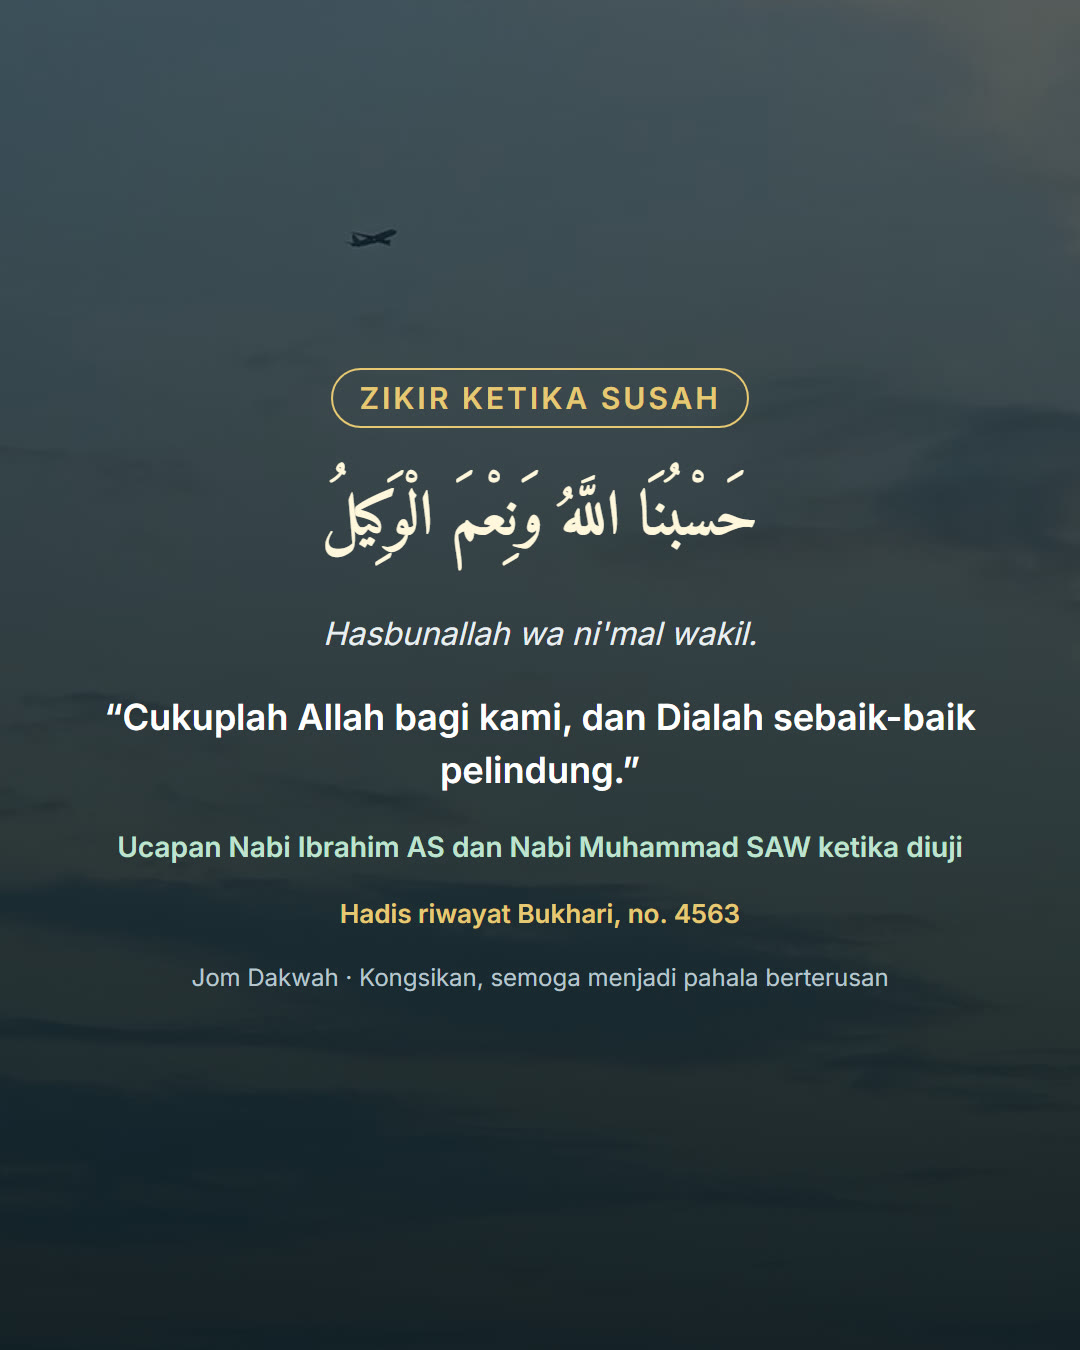 ZIKIR KETIKA SUSAH
حَسْبُنَا اللَّهُ وَنِعْمَ الْوَكِيلُ
Hasbunallah wa ni'mal wakil.
“Cukuplah Allah bagi kami, dan Dialah sebaik-baik
pelindung.”
Ucapan Nabi Ibrahim AS dan Nabi Muhammad SAW ketika diuji
Hadis riwayat Bukhari, no. 4563
Jom Dakwah · Kongsikan, semoga menjadi pahala berterusan